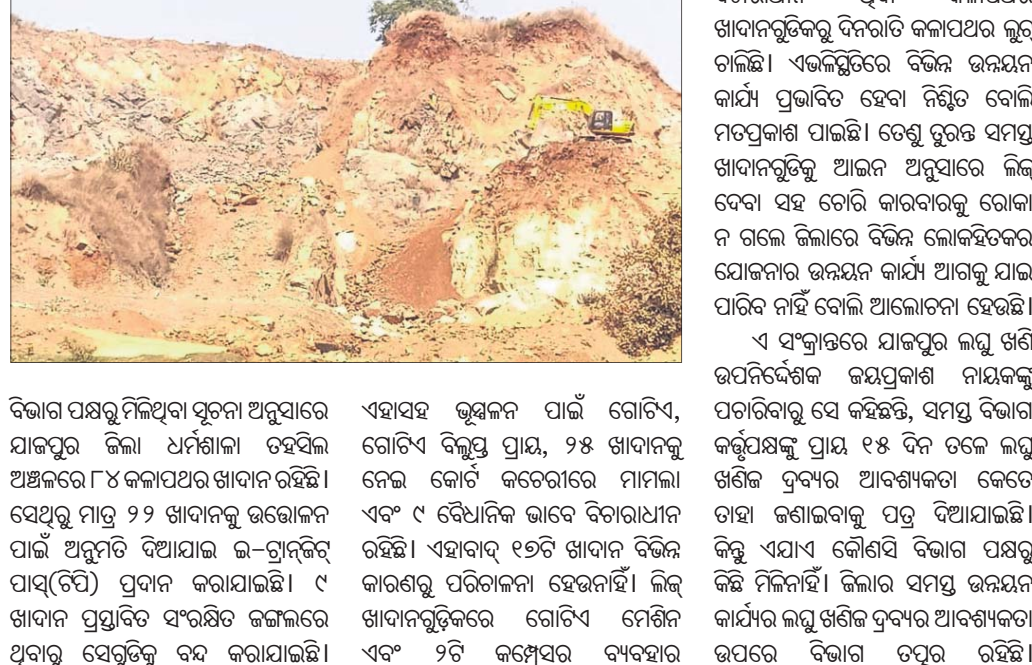 ବିଭାଗ ପକ୍ଷରୁ ମିଳିଥିବା ସୂଚନା ଅନୁସାରେ
ଯାଜପୁର ଜିଲା ଧର୍ମଶାଳା ତହସିଲ
ଅଞ୍ଚଳରେ ୮୪ କଳାପଥର ଖାଦାନ ରହିଛି।
ସେଥିରୁ ମାତ୍ର ୨୨ ଖାଦାନକୁ ଉତ୍ତୋଳନ
ପାଇଁ ଅନୁମତି ଦିଆଯାଇ ଇ-ଟ୍ରାନ୍‌ଜିଟ୍
ପାସ୍(ଟିପି) ପ୍ରଦାନ କରାଯାଇଛି। ୯
ଖାଦାନ ପ୍ରସ୍ତାବିତ ସଂରକ୍ଷିତ ଜଙ୍ଗଲରେ
ଥିବାରୁ ସେଗୁଡିକୁ ବନ୍ଦ କରାଯାଇଛି।
ଏହାସହ ଭୂସ୍ଖଳନ ପାଇଁ ଗୋଟିଏ,
ଗୋଟିଏ ବିଲୁପ୍ତ ପ୍ରାୟ, ୨୫ ଖାଦାନକୁ
ନେଇ କୋର୍ଟ କଚେରୀରେ ମାମଲା
ଏବଂ ୯ ବୈଧାନିକ ଭାବେ ବିଚାରାଧୀନ
ରହିଛି। ଏହାବାଦ୍ ୧୭ଟି ଖାଦାନ ବିଭିନ୍ନ
କାରଣରୁ ପରିଚାଳନା ହେଉନାହିଁ। ଲିଜ୍
ଖାଦାନଗୁଡ଼ିକରେ ଗୋଟିଏ ମେଶିନ
ଏବଂ ୨ଟି କମ୍ପ୍ରେସର ବ୍ୟବହାର
ଖାଦାନଗୁଡିକରୁ ଦିନରାତି କଳାପଥର ଲୁଟ୍
ଚାଲିଛି। ଏଭଳିସ୍ଥିତିରେ ବିଭିନ୍ନ ଉନ୍ନୟନ
କାର୍ଯ୍ୟ ପ୍ରଭାବିତ ହେବା ନିଶ୍ଚିତ ବୋଲି
ମତପ୍ରକାଶ ପାଇଛି। ତେଣୁ ତୁରନ୍ତ ସମସ୍ତ
ଖାଦାନଗୁଡିକୁ ଆଇନ ଅନୁସାରେ ଲିଜ୍
ଦେବା ସହ ଚୋରି କାରବାରକୁ ରୋକା
ନ ଗଲେ ଜିଲାରେ ବିଭିନ୍ନ ଲୋକହିତକର
ଯୋଜନାର ଉନ୍ନୟନ କାର୍ଯ୍ୟ ଆଗକୁ ଯାଇ
ପାରିବ ନାହିଁ ବୋଲି ଆଲୋଚନା ହେଉଛି।
ଏ ସଂକ୍ରାନ୍ତରେ ଯାଜପୁର ଲଘୁ ଖଣି
ଉପନିର୍ଦ୍ଦେଶକ ଜୟପ୍ରକାଶ ନାୟକଙ୍କୁ
ପଚାରିବାରୁ ସେ କହିଛନ୍ତି, ସମସ୍ତ ବିଭାଗ
କର୍ତ୍ତୃପକ୍ଷଙ୍କୁ ପ୍ରାୟ ୧୫ ଦିନ ତଳେ ଲଘୁ
ଖଣିଜ ଦ୍ରବ୍ୟର ଆବଶ୍ୟକତା କେତେ
ତାହା ଜଣାଇବାକୁ ପତ୍ର ଦିଆଯାଇଛି।
କିନ୍ତୁ ଏଯାଏ କୌଣସି ବିଭାଗ ପକ୍ଷରୁ
କିଛି ମିଳିନାହିଁ। ଜିଲାର ସମସ୍ତ ଉନ୍ନୟନ
କାର୍ଯ୍ୟର ଲଘୁ ଖଣିଜ ଦ୍ରବ୍ୟର ଆବଶ୍ୟକତା
ଉପରେ ବିଭାଗ ତତ୍ପର ରହିଛି।